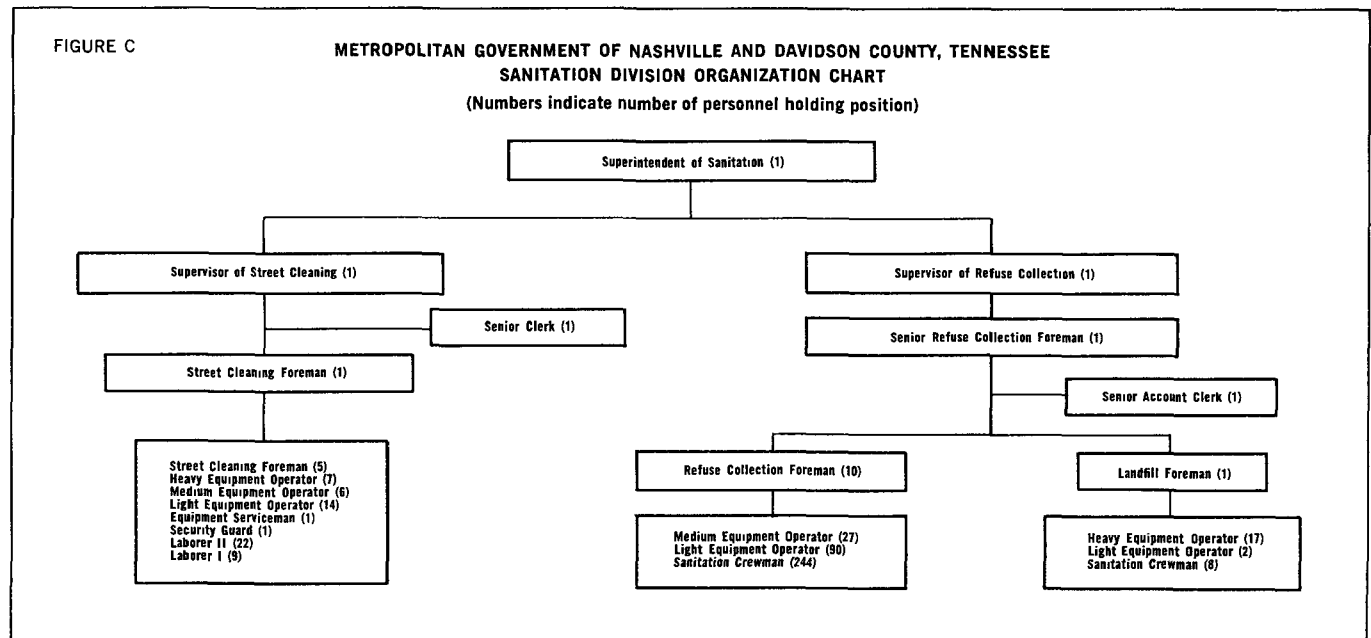 FIGURE C
METROPOLITAN GOVERNMENT OF NASHVILLE AND DAVIDSON COUNTY, TENNESSEE
SANITATION DIVISION ORGANIZATION CHART
(Numbers indicate number of personnel holding position)
Superintendent of Sanitation (1)
Supervisor of Street Cleaning (1)
Senior Clerk (1)
Street Cleaning Foreman (1)
Street Cleaning Foreman (5)
Heavy Equipment Operator (7)
Medium Equipment Operator (6)
Light Equipment Operator (14)
Equipment Serviceman (1)
Security Guard (1)
Laborer II (22)
Laborer I (9)
Supervisor of Refuse Collection (1)
Senior Refuse Collection Foreman (1)
Senior Account Clerk (1)
Refuse Collection Foreman (10)
Medium Equipment Operator (27)
Light Equipment Operator (90)
Sanitation Crewman (244)
Landfill Foreman (1)
Heavy Equipment Operator (17)
Light Equipment Operator (2)
Sanitation Crewman (8)